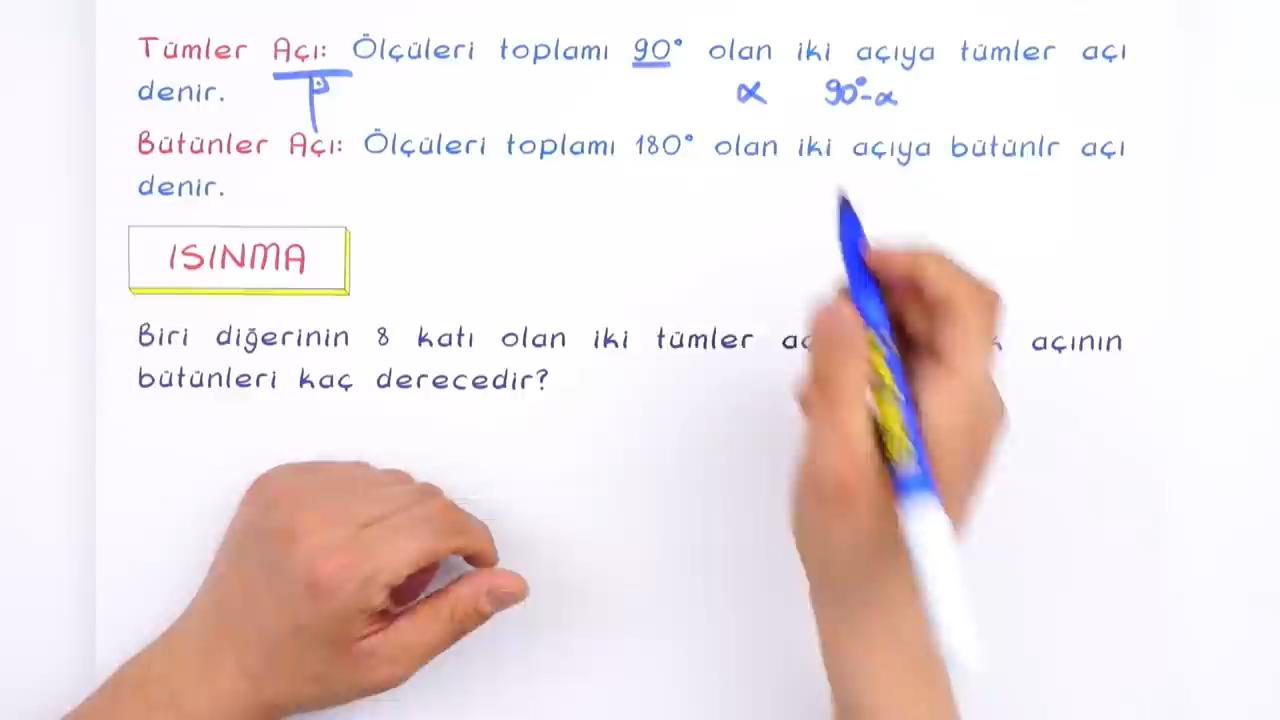 Tümler Açı: Ölçüleri toplamı 90° olan iki açıya tümler açı
denir.
α 90°-α
Bütünler Açı: Ölçüleri toplamı 180° olan iki açıya bütünlr açı
denir.
ISINMA
Biri diğerinin 8 katı olan iki tümler açının
bütünleri kaç derecedir?